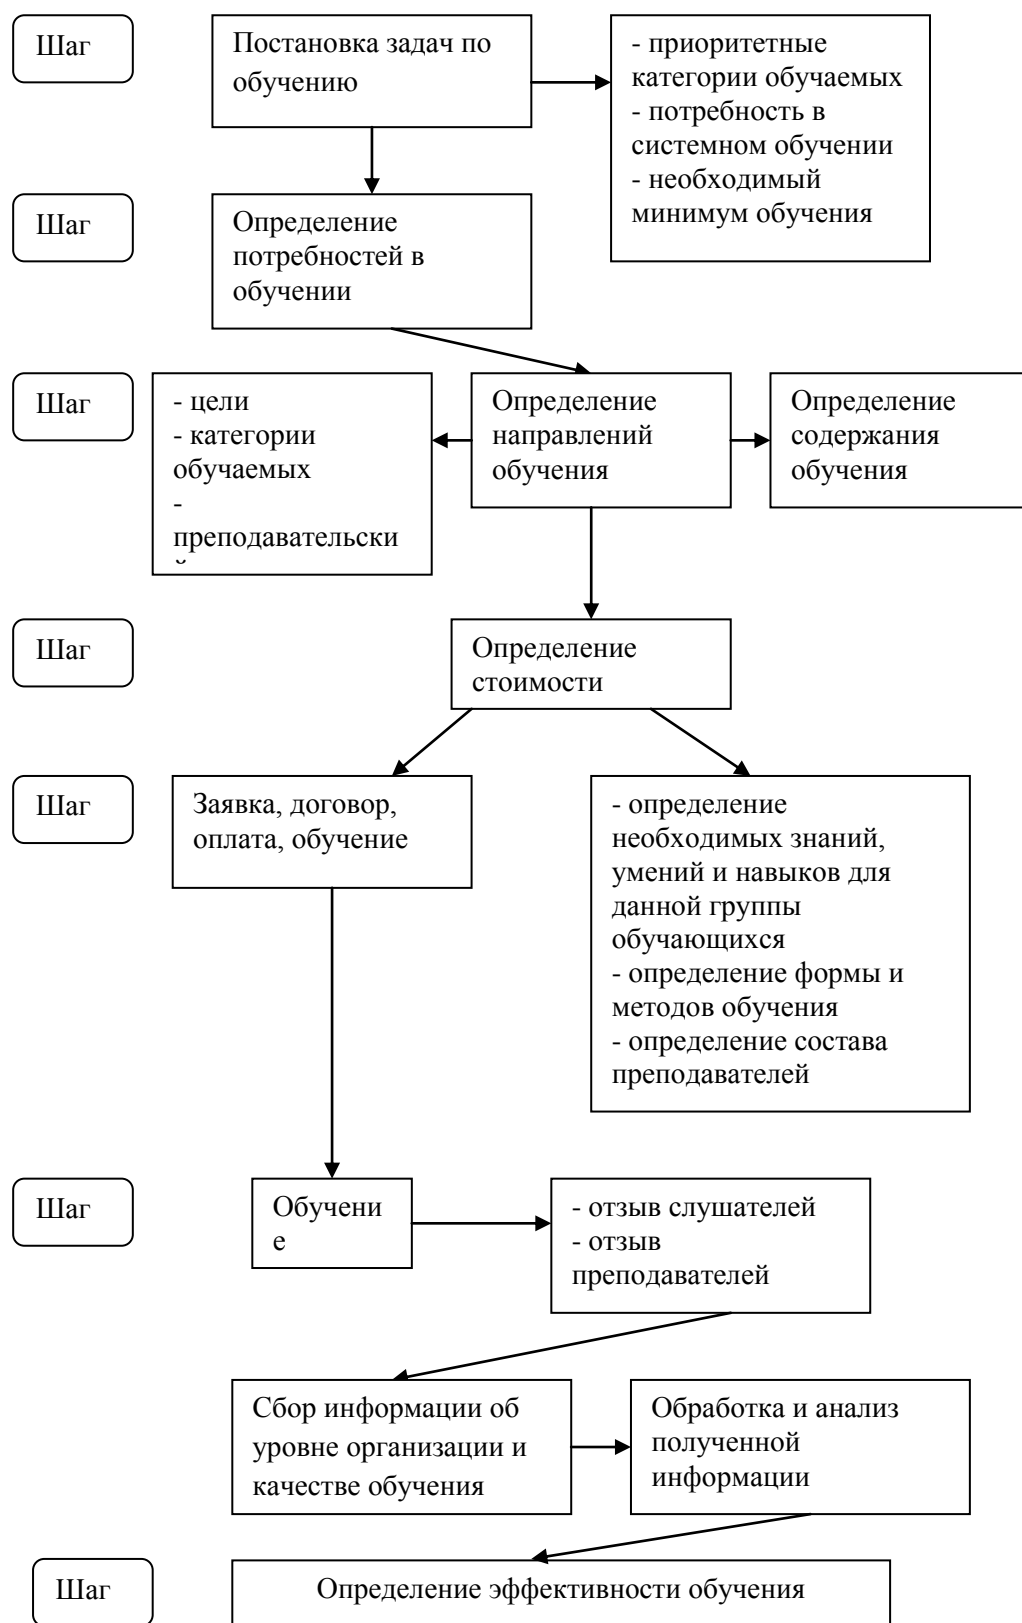 Шаг
Постановка задач по
обучению
- приоритетные
категории обучаемых
- потребность в
системном обучении
- необходимый
минимум обучения
Шаг
Определение
потребностей в
обучении
Шаг
- цели
- категории
обучаемых
-
преподавательски
й
Определение
направлений
обучения
Определение
содержания
обучения
Шаг
Определение
стоимости
Шаг
Заявка, договор,
оплата, обучение
- определение
необходимых знаний,
умений и навыков для
данной группы
обучающихся
- определение формы и
методов обучения
- определение состава
преподавателей
Шаг
Обучени
е
- отзыв слушателей
- отзыв
преподавателей
Сбор информации об
уровне организации и
качестве обучения
Обработка и анализ
полученной
информации
Шаг
Определение эффективности обучения